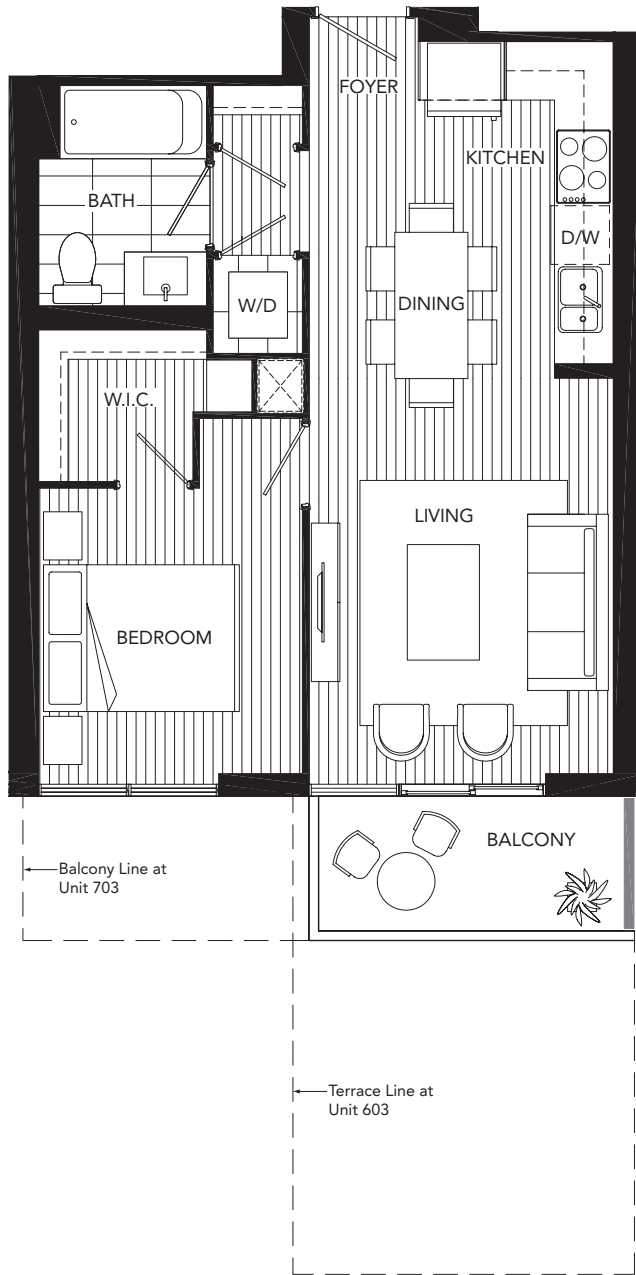 FOYER
KITCHEN
BATH
D/W
W/D
DINING
W.I.C.
LIVING
BEDROOM
BALCONY
Balcony Line at
Unit 703
Terrace Line at
Unit 603